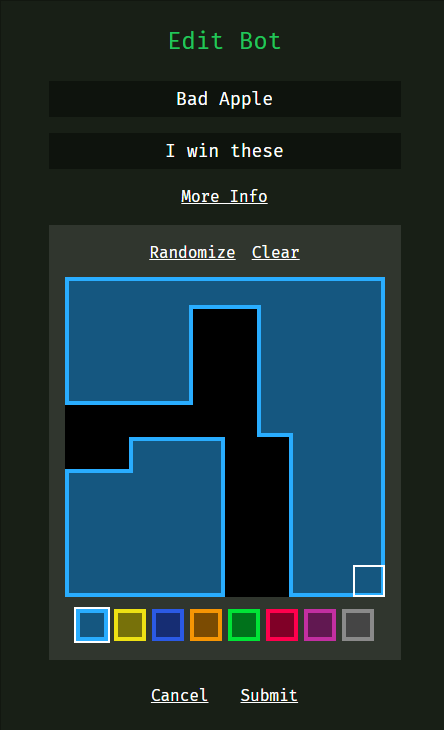 Edit Bot
Bad Apple
I win these
More Info
Randomize Clear
Cancel Submit